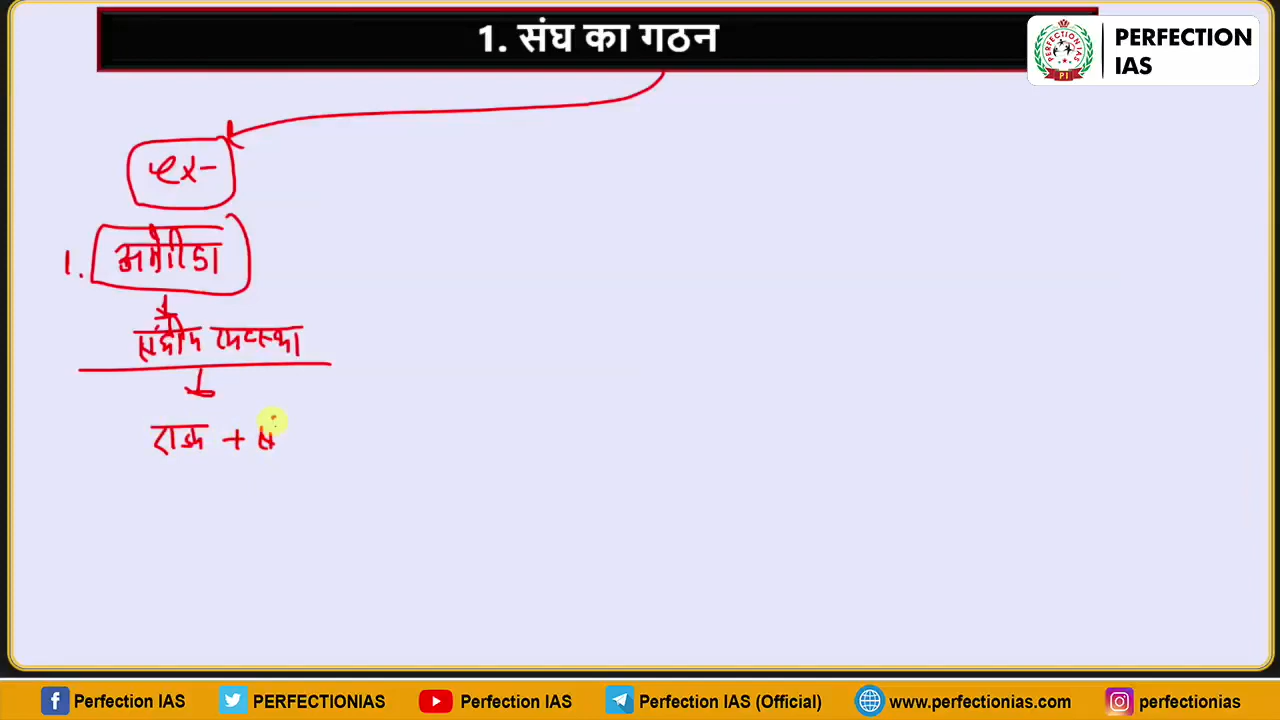 1. संघ का गठन
PERFECTION
IAS
ex-
1. अमेरिका
संघीय व्यवस्था
राज्य + सं
Perfection IAS
PERFECTIONIAS
Perfection IAS
Perfection IAS (Official)
www.perfectionias.com
perfectionias